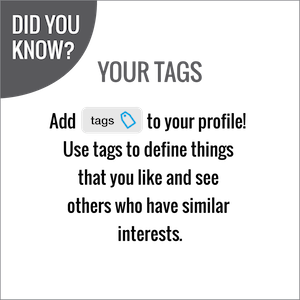 DID YOU
KNOW?
YOUR TAGS
Add tags to your profile!
Use tags to define things
that you like and see
others who have similar
interests.